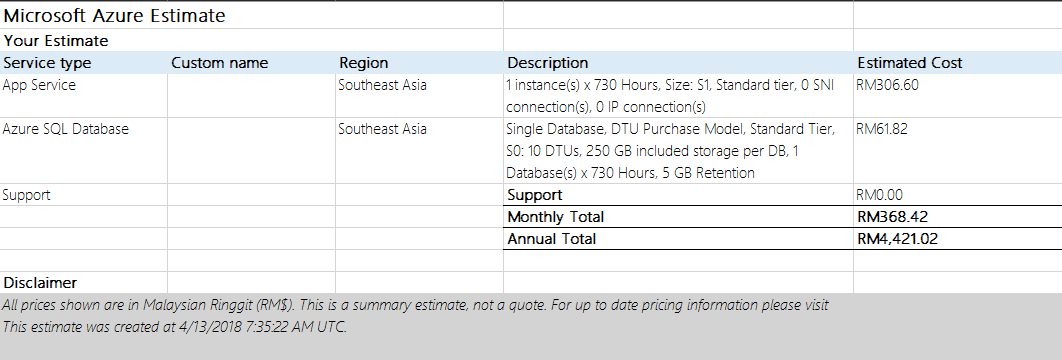 Microsoft Azure Estimate
Your Estimate
Service type Custom name Region Description Estimated Cost
App Service Southeast Asia 1 instance(s) x 730 Hours, Size: S1, Standard tier, 0 SNI RM306.60
connection(s), 0 IP connection(s)
Azure SQL Database Southeast Asia Single Database, DTU Purchase Model, Standard Tier, RM61.82
S0: 10 DTUs, 250 GB included storage per DB, 1
Database(s) x 730 Hours, 5 GB Retention
Support Support RM0.00
Monthly Total RM368.42
Annual Total RM4,421.02
Disclaimer
All prices shown are in Malaysian Ringgit (RM$). This is a summary estimate, not a quote. For up to date pricing information please visit
This estimate was created at 4/13/2018 7:35:22 AM UTC.